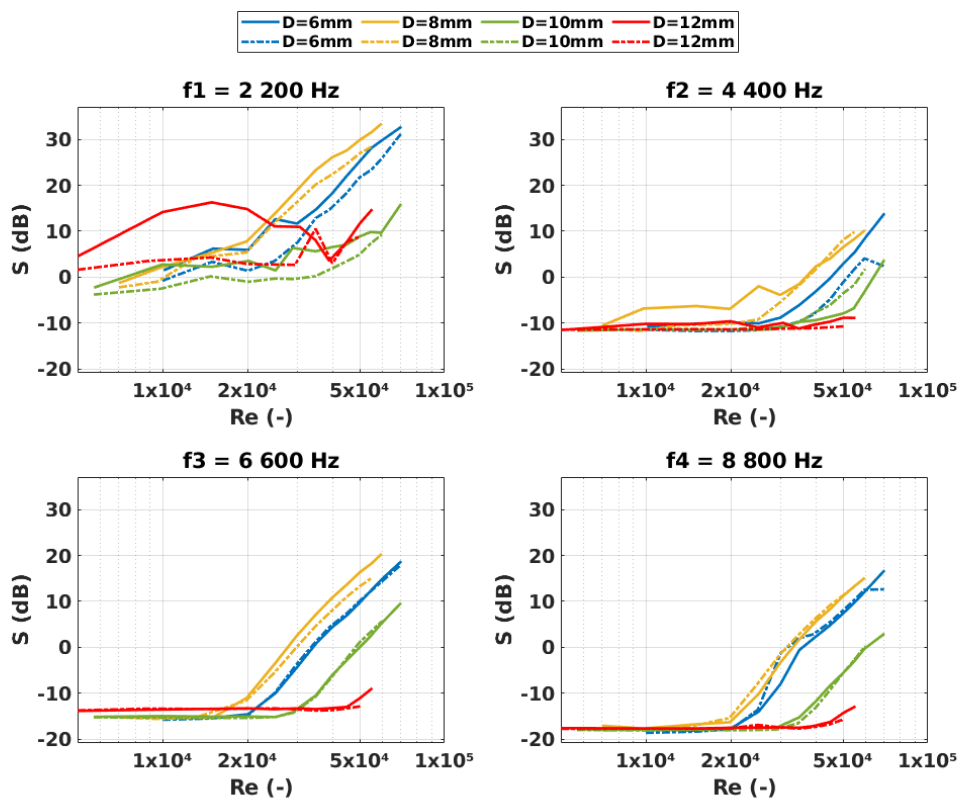 D=6mm D=8mm D=10mm D=12mm
D=6mm D=8mm D=10mm D=12mm
f1 = 2 200 Hz
30
20
10
0
-10
-20
S (dB)
1x10⁴ 2x10⁴ 5x10⁴ 1x10⁵
Re (-)
f2 = 4 400 Hz
30
20
10
0
-10
-20
S (dB)
1x10⁴ 2x10⁴ 5x10⁴ 1x10⁵
Re (-)
f3 = 6 600 Hz
30
20
10
0
-10
-20
S (dB)
1x10⁴ 2x10⁴ 5x10⁴ 1x10⁵
Re (-)
f4 = 8 800 Hz
30
20
10
0
-10
-20
S (dB)
1x10⁴ 2x10⁴ 5x10⁴ 1x10⁵
Re (-)